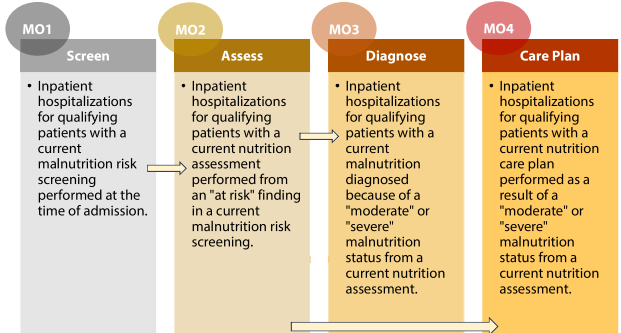 MO1
Screen
• Inpatient
hospitalizations
for qualifying
patients with a
current
malnutrition risk
screening
performed at the
time of admission.
MO2
Assess
• Inpatient
hospitalizations
for qualifying
patients with a
current nutrition
assessment
performed from
an "at risk" finding
in a current
malnutrition risk
screening.
MO3
Diagnose
• Inpatient
hospitalizations
for qualifying
patients with a
current
malnutrition
diagnosed
because of a
"moderate" or
"severe"
malnutrition
status from a
current nutrition
assessment.
MO4
Care Plan
• Inpatient
hospitalizations
for qualifying
patients with a
current nutrition
care plan
performed as a
result of a
"moderate" or
"severe"
malnutrition
status from a
current nutrition
assessment.